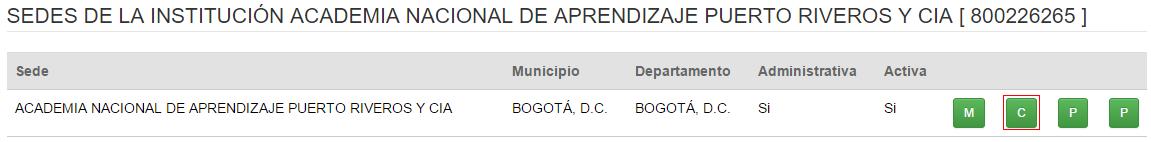 SEDES DE LA INSTITUCIÓN ACADEMIA NACIONAL DE APRENDIZAJE PUERTO RIVEROS Y CIA [ 800226265 ]
Sede Municipio Departamento Administrativa Activa
ACADEMIA NACIONAL DE APRENDIZAJE PUERTO RIVEROS Y CIA BOGOTÁ, D.C. BOGOTÁ, D.C. Si Si M C P P